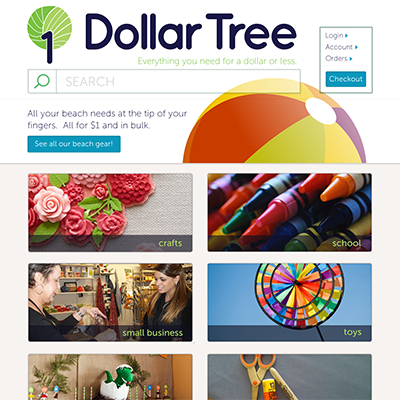 1 Dollar Tree
Everything you need for a dollar or less.
Login
Account
Orders
Checkout
SEARCH
All your beach needs at the tip of your
fingers. All for $1 and in bulk.
See all our beach gear!
crafts
school
small business
toys